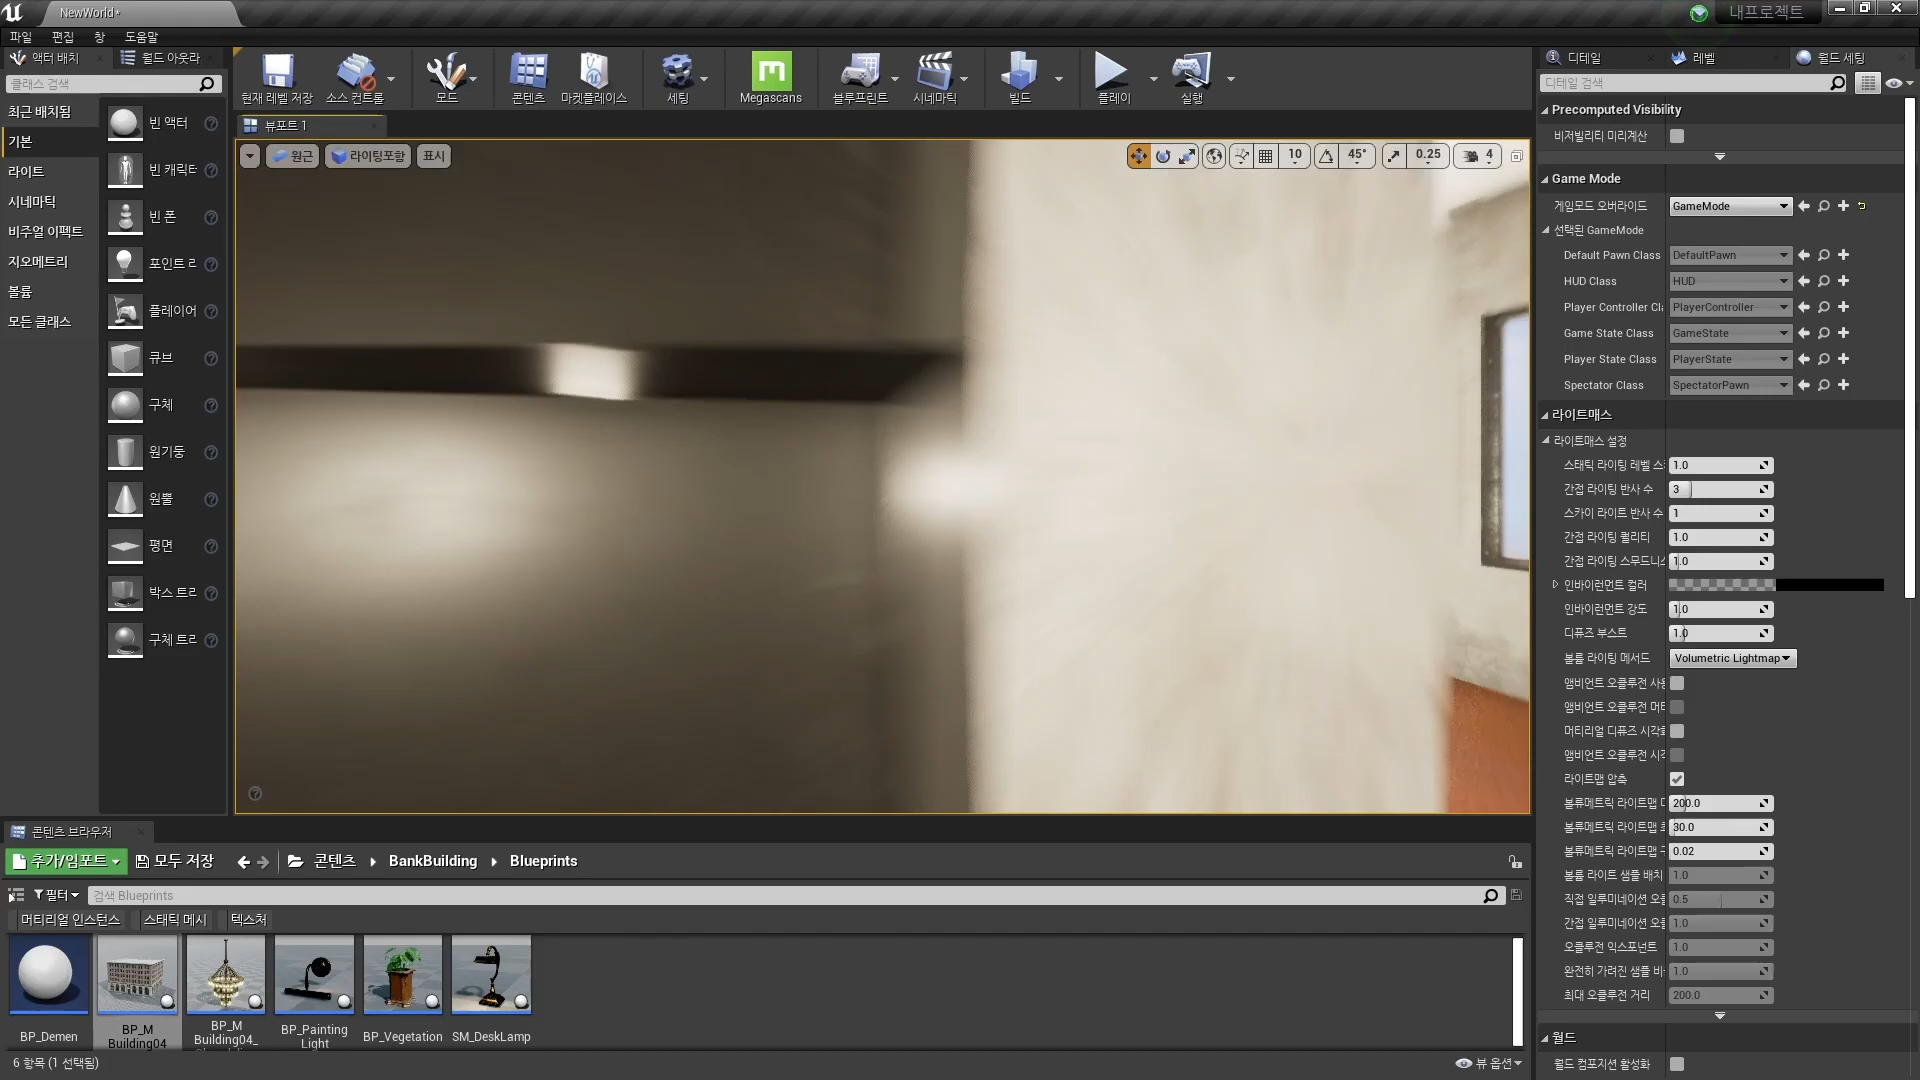 NewWorld*
내프로젝트
파일 편집 창 도움말
액터 배치
월드 아웃라
클래스 검색
최근 배치됨
기본
라이트
시네마틱
비주얼 이펙트
지오메트리
볼륨
모든 클래스
빈 액터
빈 캐릭터
빈 폰
포인트 라
플레이어
큐브
구체
원기둥
원뿔
평면
박스 트리
구체 트리
현재 레벨 저장
소스 컨트롤
모드
콘텐츠
마켓플레이스
세팅
Megascans
블루프린트
시네마틱
빌드
플레이
실행
뷰포트 1
원근
라이팅포함
표시
10
45°
0.25
4
디테일
레벨
월드 세팅
디테일 검색
Precomputed Visibility
비저빌리티 미리계산
Game Mode
게임모드 오버라이드 GameMode
선택된 GameMode
Default Pawn Class DefaultPawn
HUD Class HUD
Player Controller Cla PlayerController
Game State Class GameState
Player State Class PlayerState
Spectator Class SpectatorPawn
라이트매스
라이트매스 설정
스태틱 라이팅 레벨 스 1.0
간접 라이팅 반사 수 3
스카이 라이트 반사 수 1
간접 라이팅 퀄리티 1.0
간접 라이팅 스무드니스 1.0
인바이런먼트 컬러
인바이런먼트 강도 1.0
디퓨즈 부스트 1.0
볼륨 라이팅 메서드 Volumetric Lightmap
앰비언트 오클루전 사용
앰비언트 오클루전 머티
머티리얼 디퓨즈 시각화
앰비언트 오클루전 시각
라이트맵 압축
볼류메트릭 라이트맵 디 200.0
볼류메트릭 라이트맵 최 30.0
볼류메트릭 라이트맵 구 0.02
볼륨 라이트 샘플 배치 1.0
직접 일루미네이션 오클 0.5
간접 일루미네이션 오클 1.0
오클루전 익스포넌트 1.0
완전히 가려진 샘플 비 1.0
최대 오클루전 거리 200.0
월드
월드 컴포지션 활성화
콘텐츠 브라우저
추가/임포트
모두 저장
콘텐츠
BankBuilding
Blueprints
필터
검색 Blueprints
머티리얼 인스턴스
스태틱 메시
텍스처
BP_Demen
BP_M
Building04
BP_M
Building04_
BP_Painting
Light
BP_Vegetation
SM_DeskLamp
6 항목 (1 선택됨)
뷰 옵션